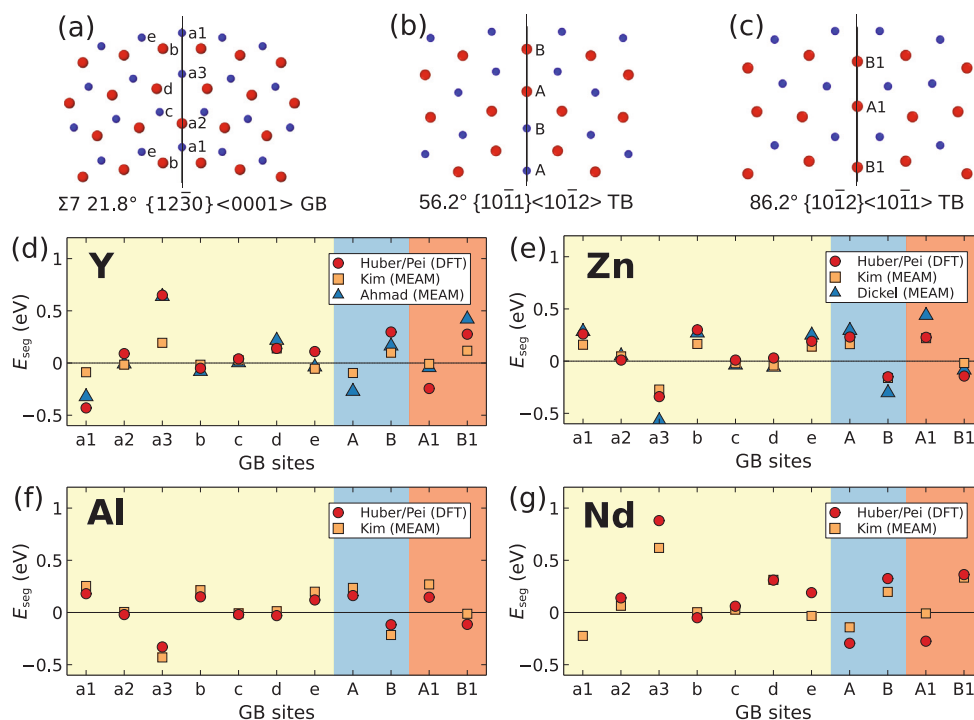 (a)
e
a1
b
a3
d
c
a2
e
a1
b
Σ7 21.8° {123̄0}<0001> GB
(b)
B
A
B
A
56.2° {101̄1}<101̄2> TB
(c)
B1
A1
B1
86.2° {101̄2}<101̄1> TB
(d)
Y
Huber/Pei (DFT)
Kim (MEAM)
Ahmad (MEAM)
1
0.5
0
−0.5
Eseg (eV)
a1 a2 a3 b c d e A B A1 B1
GB sites
(e)
Zn
Huber/Pei (DFT)
Kim (MEAM)
Dickel (MEAM)
1
0.5
0
−0.5
Eseg (eV)
a1 a2 a3 b c d e A B A1 B1
GB sites
(f)
Al
Huber/Pei (DFT)
Kim (MEAM)
1
0.5
0
−0.5
Eseg (eV)
a1 a2 a3 b c d e A B A1 B1
GB sites
(g)
Nd
Huber/Pei (DFT)
Kim (MEAM)
1
0.5
0
−0.5
Eseg (eV)
a1 a2 a3 b c d e A B A1 B1
GB sites